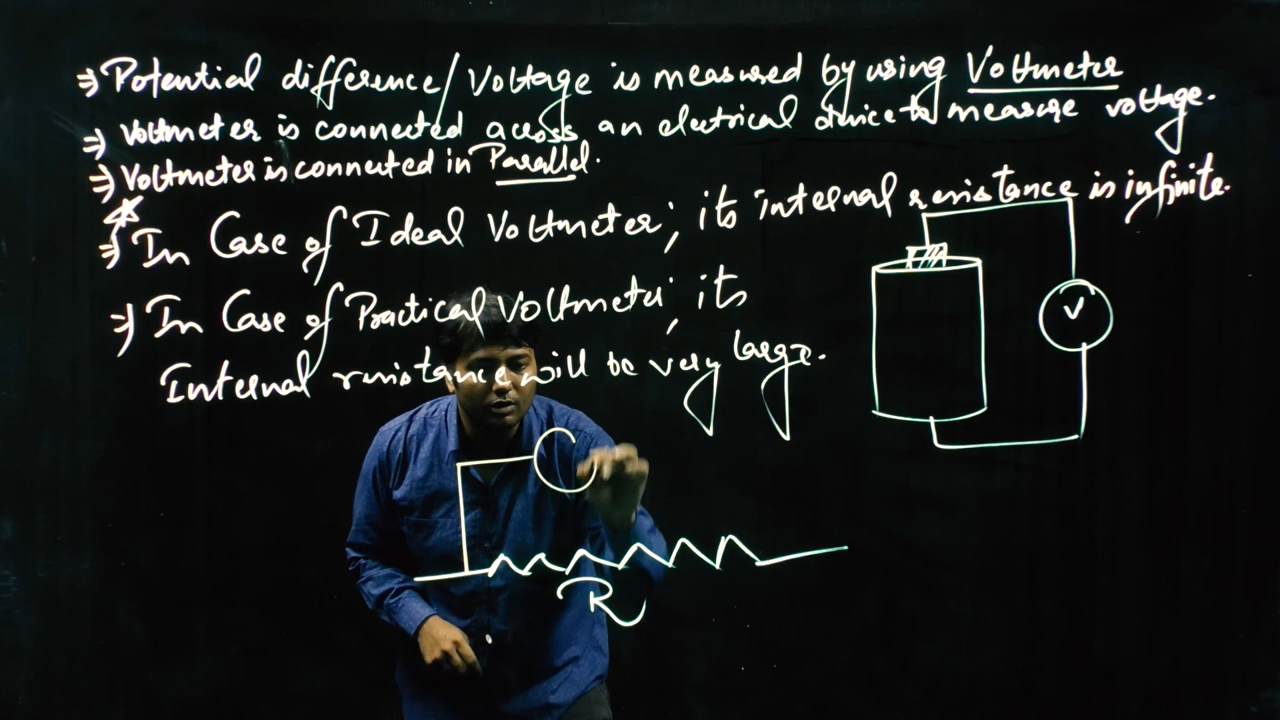 ⇒ Potential difference/Voltage is measured by using Voltmeter
⇒ Voltmeter is connected across an electrical device to measure voltage.
⇒ Voltmeter is connected in Parallel.
⇒ In Case of Ideal Voltmeter; its internal resistance is infinite.
⇒ In Case of Practical Voltmeter; its
Internal resistance will be very large.
V
R